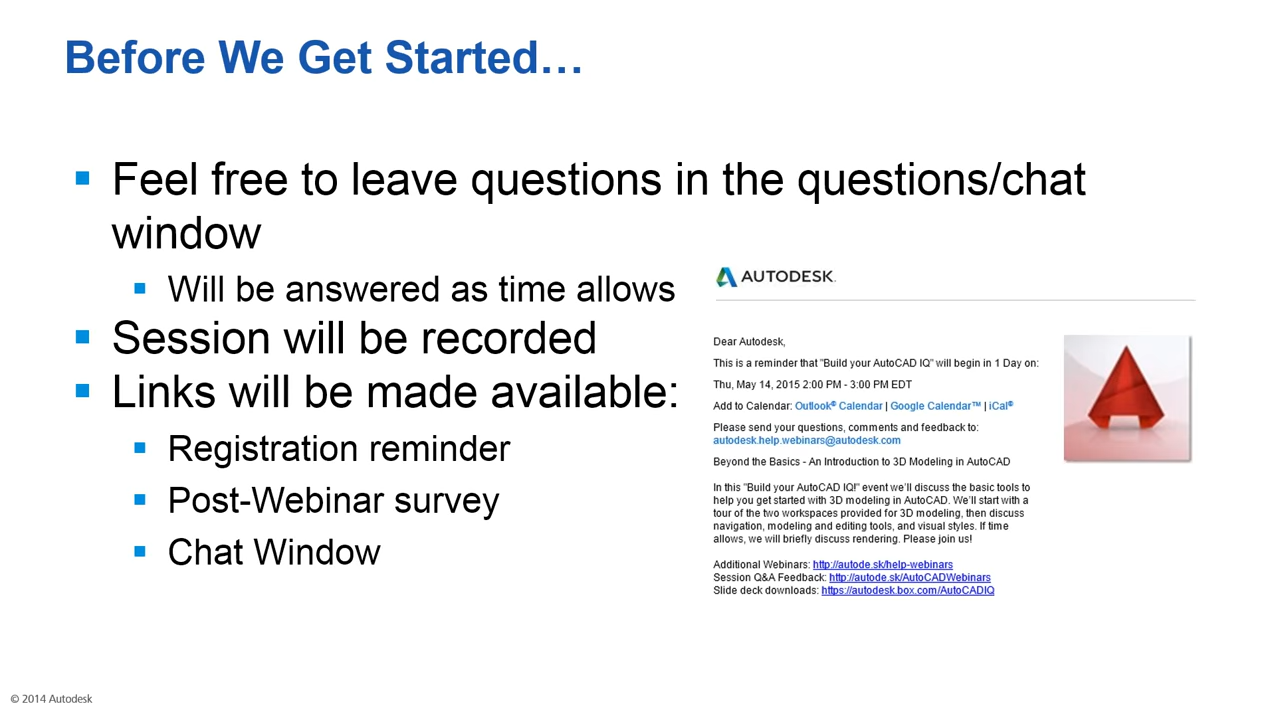 Before We Get Started…
Feel free to leave questions in the questions/chat
window
Will be answered as time allows
Session will be recorded
Links will be made available:
Registration reminder
Post-Webinar survey
Chat Window
AUTODESK.
Dear Autodesk,
This is a reminder that "Build your AutoCAD IQ" will begin in 1 Day on:
Thu, May 14, 2015 2:00 PM - 3:00 PM EDT
Add to Calendar: Outlook® Calendar | Google Calendar™ | iCal®
Please send your questions, comments and feedback to:
autodesk.help.webinars@autodesk.com
Beyond the Basics - An Introduction to 3D Modeling in AutoCAD
In this "Build your AutoCAD IQ!" event we'll discuss the basic tools to
help you get started with 3D modeling in AutoCAD. We'll start with a
tour of the two workspaces provided for 3D modeling, then discuss
navigation, modeling and editing tools, and visual styles. If time
allows, we will briefly discuss rendering. Please join us!
Additional Webinars: http://autode.sk/help-webinars
Session Q&A Feedback: http://autode.sk/AutoCADWebinars
Slide deck downloads: https://autodesk.box.com/AutoCADIQ
© 2014 Autodesk